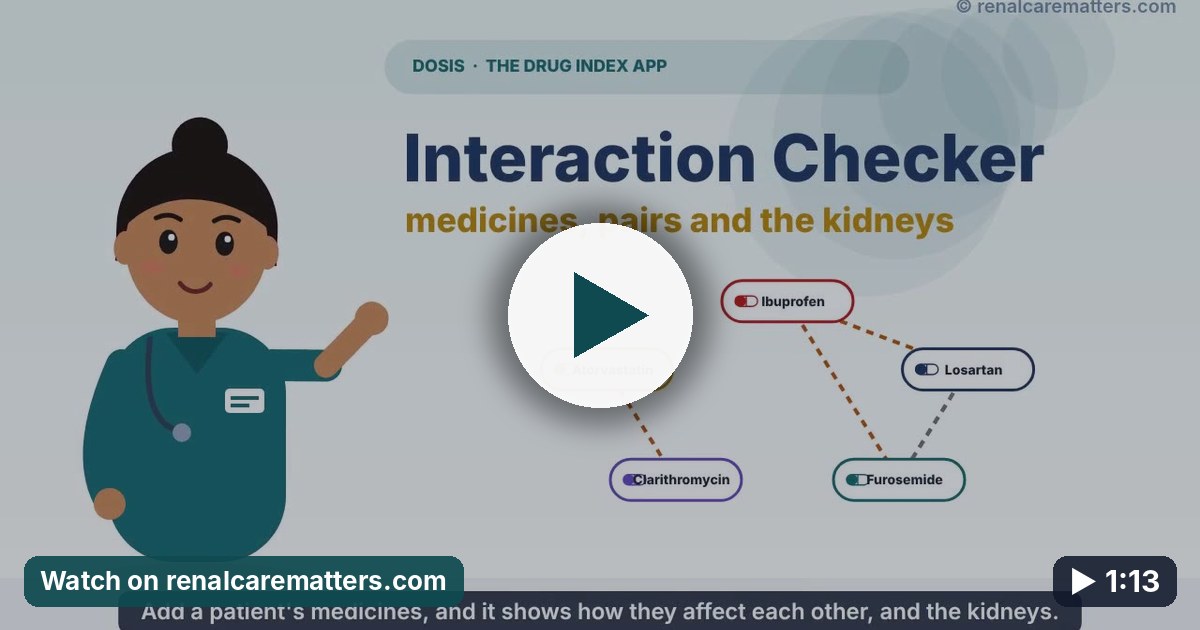 © renalcarematters.com
DOSIS · THE DRUG INDEX APP
Interaction Checker
medicines, pairs and the kidneys
Ibuprofen
Losartan
Clarithromycin
Furosemide
Watch on renalcarematters.com
1:13
Add a patient's medicines, and it shows how they affect each other, and the kidneys.